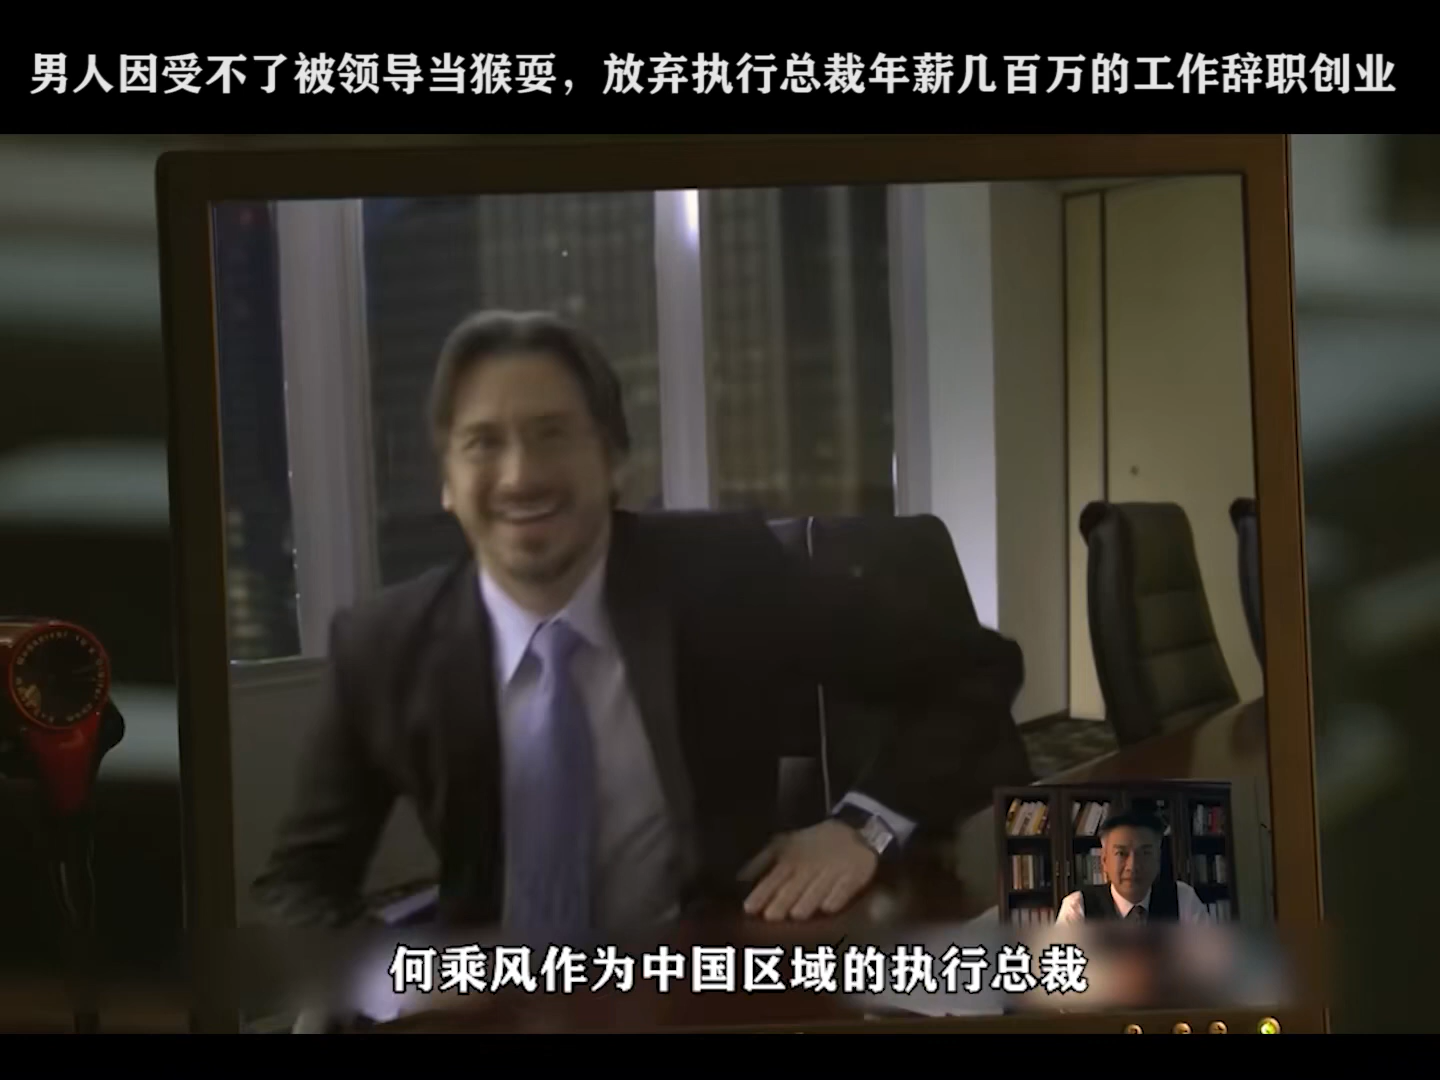 男人因受不了被领导当猴耍，放弃执行总裁年薪几百万的工作辞职创业
何乘风作为中国区域的执行总裁